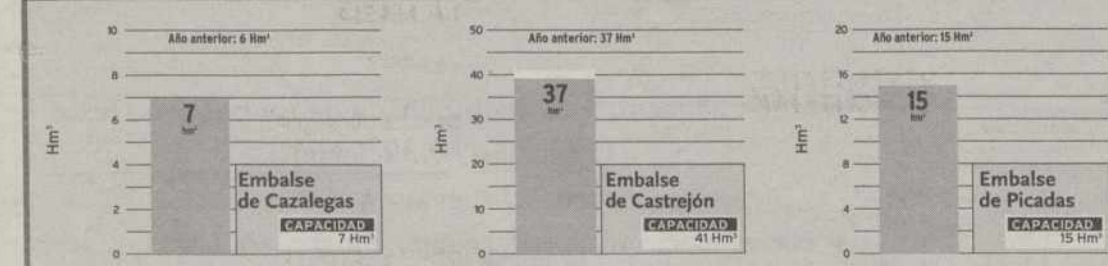 10
Año anterior: 6 Hm³
8
6
4
2
0
Hm³
7
hm³
Embalse
de Cazalegas
CAPACIDAD
7 Hm³
50
Año anterior: 37 Hm³
40
30
20
10
0
Hm³
37
hm³
Embalse
de Castrejón
CAPACIDAD
41 Hm³
20
Año anterior: 15 Hm³
16
12
8
4
0
Hm³
15
hm³
Embalse
de Picadas
CAPACIDAD
15 Hm³